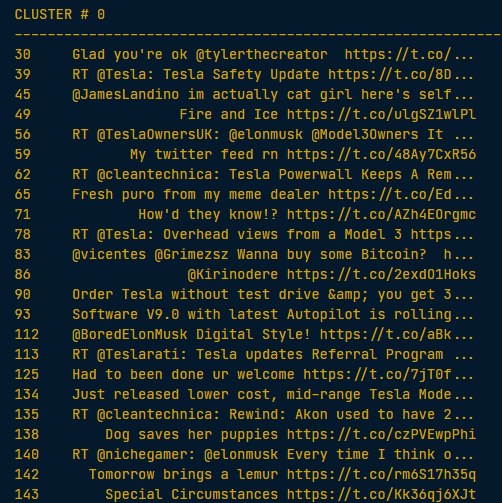 CLUSTER # 0
-----------------------------------------------------------
30 Glad you're ok @tylerthecreator https://t.co/...
39 RT @Tesla: Tesla Safety Update https://t.co/8D...
45 @JamesLandino im actually cat girl here's self...
49 Fire and Ice https://t.co/ulgSZ1wlPl
56 RT @TeslaOwnersUK: @elonmusk @Model3Owners It ...
59 My twitter feed rn https://t.co/48Ay7CxR56
62 RT @cleantechnica: Tesla Powerwall Keeps A Rem...
65 Fresh puro from my meme dealer https://t.co/Ed...
71 How'd they know!? https://t.co/AZh4EOrgmc
78 RT @Tesla: Overhead views from a Model 3 https...
83 @vicentes @Grimezsz Wanna buy some Bitcoin? h...
86 @Kirinodere https://t.co/2exdO1Hoks
90 Order Tesla without test drive &amp; you get 3...
93 Software V9.0 with latest Autopilot is rolling...
112 @BoredElonMusk Digital Style! https://t.co/aBk...
113 RT @Teslarati: Tesla updates Referral Program ...
125 Had to been done ur welcome https://t.co/7jT0f...
134 Just released lower cost, mid-range Tesla Mode...
135 RT @cleantechnica: Rewind: Akon used to have 2...
138 Dog saves her puppies https://t.co/czPVEwpPhi
140 RT @nichegamer: @elonmusk Every time I think o...
142 Tomorrow brings a lemur https://t.co/rm6S17h35q
143 Special Circumstances https://t.co/Kk36qj6XJt